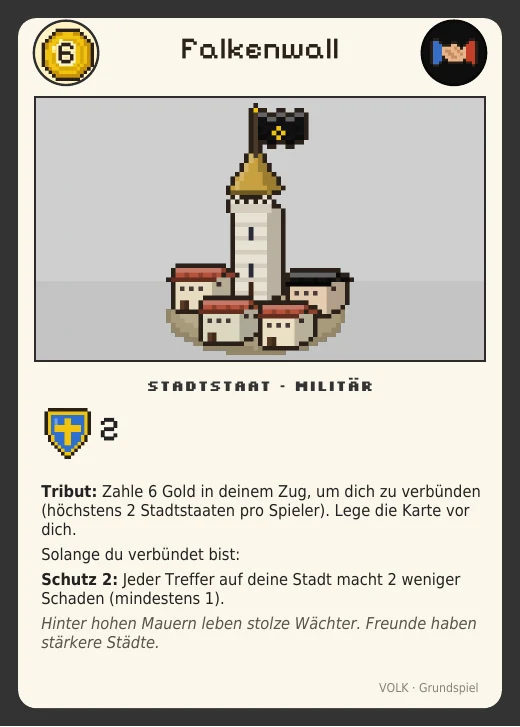 6
Falkenwall
STADTSTAAT · MILITÄR
2
Tribut: Zahle 6 Gold in deinem Zug, um dich zu verbünden
(höchstens 2 Stadtstaaten pro Spieler). Lege die Karte vor
dich.
Solange du verbündet bist:
Schutz 2: Jeder Treffer auf deine Stadt macht 2 weniger
Schaden (mindestens 1).
Hinter hohen Mauern leben stolze Wächter. Freunde haben
stärkere Städte.
VOLK · Grundspiel